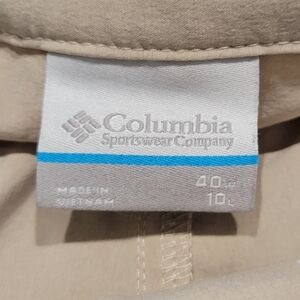 Columbia
Sportswear Company
MADE IN
VIETNAM
40
10